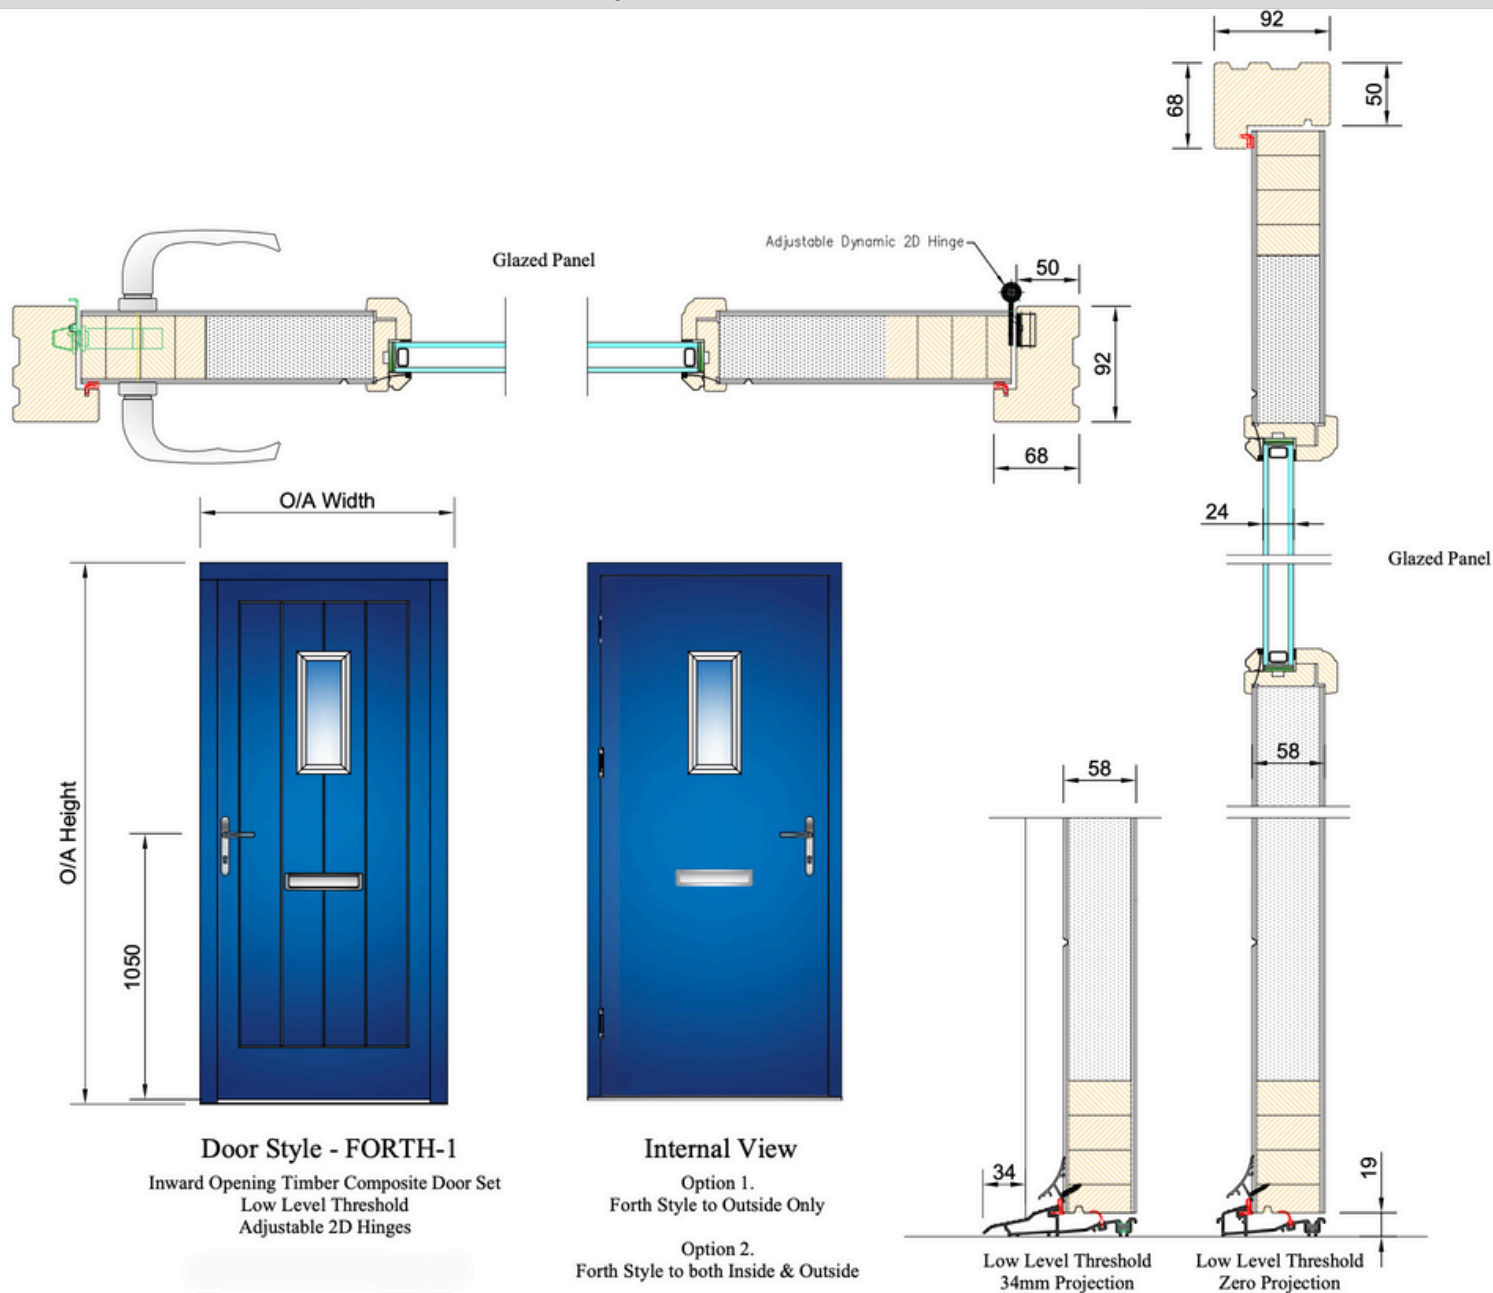 92
68
50
Adjustable Dynamic 2D Hinge
Glazed Panel
50
92
68
O/A Width
24
Glazed Panel
58
58
O/A Height
1050
34
19
Door Style - FORTH-1
Inward Opening Timber Composite Door Set
Low Level Threshold
Adjustable 2D Hinges
Internal View
Option 1.
Forth Style to Outside Only
Option 2.
Forth Style to both Inside & Outside
Low Level Threshold
34mm Projection
Low Level Threshold
Zero Projection